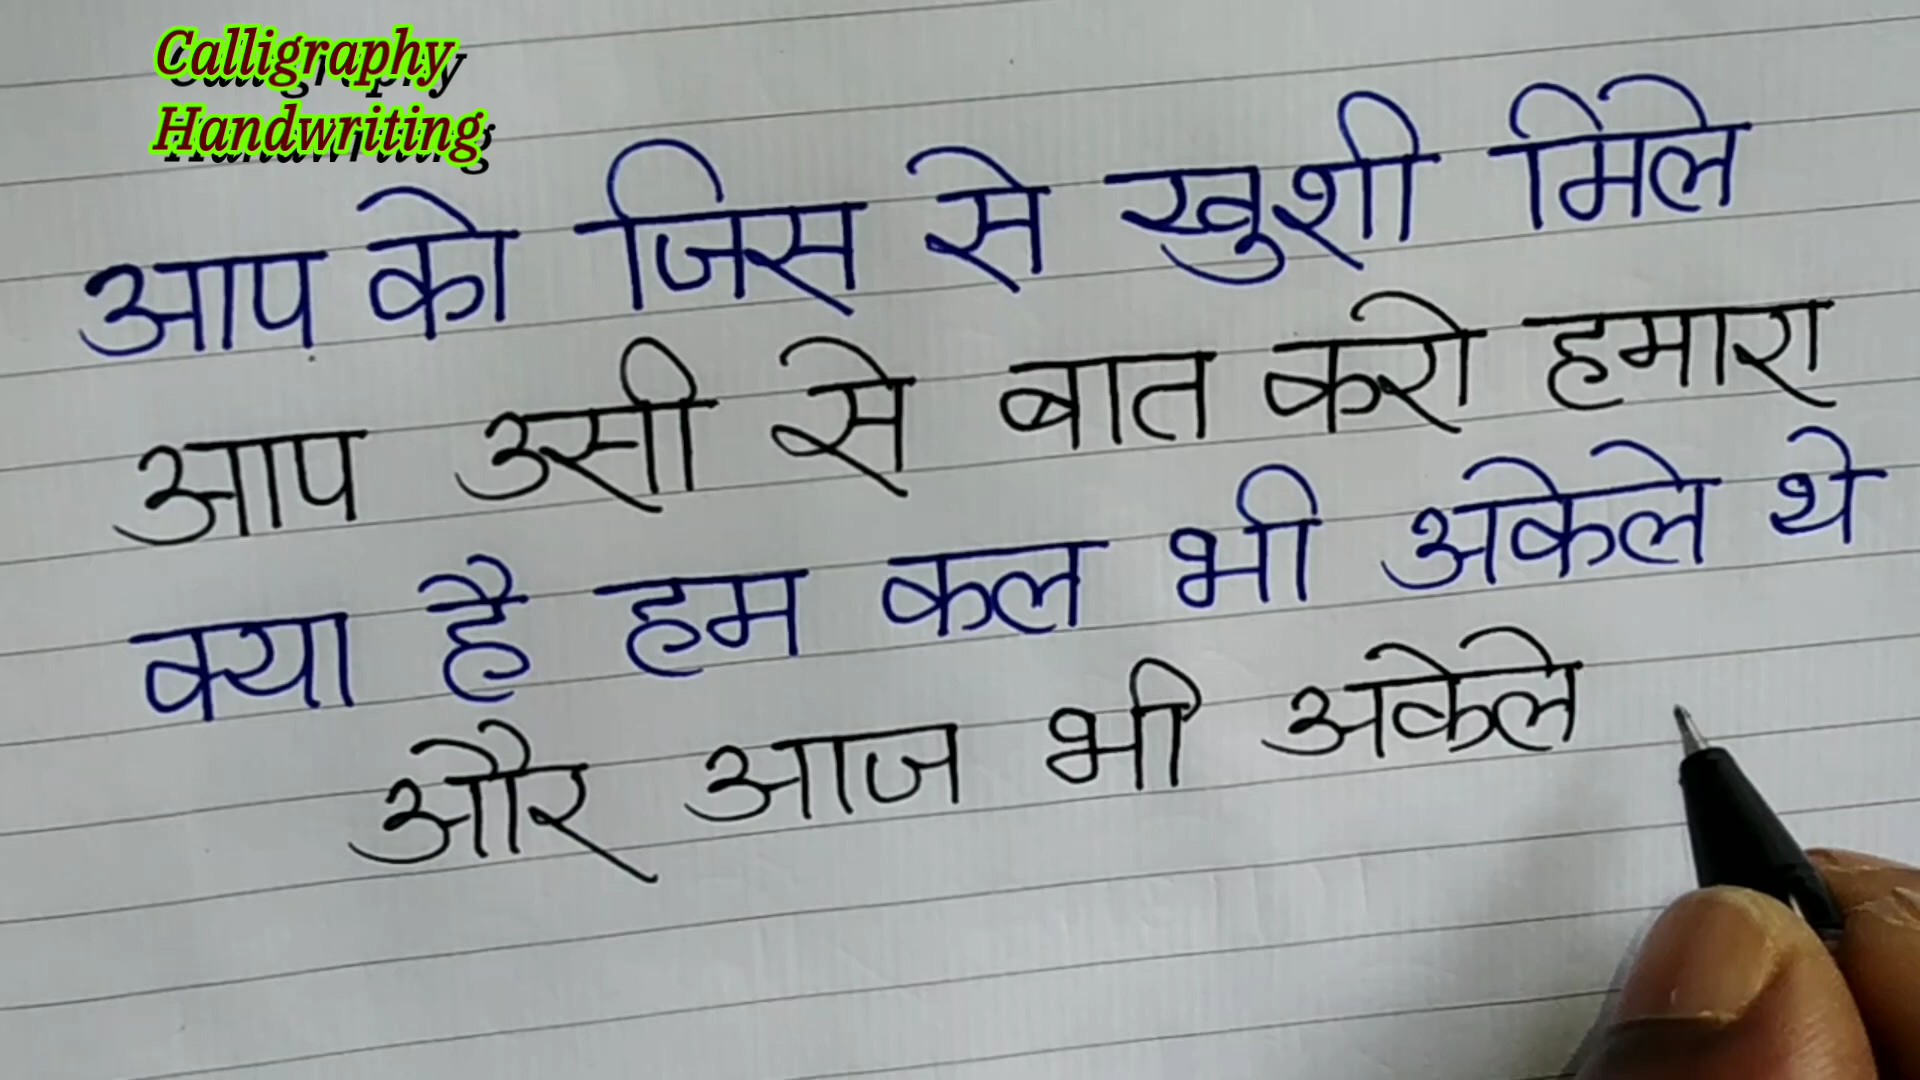 Calligraphy
Handwriting
आप को जिस से खुशी मिले
आप उसी से बात करो हमारा
क्या है हम कल भी अकेले थे
और आज भी अकेले